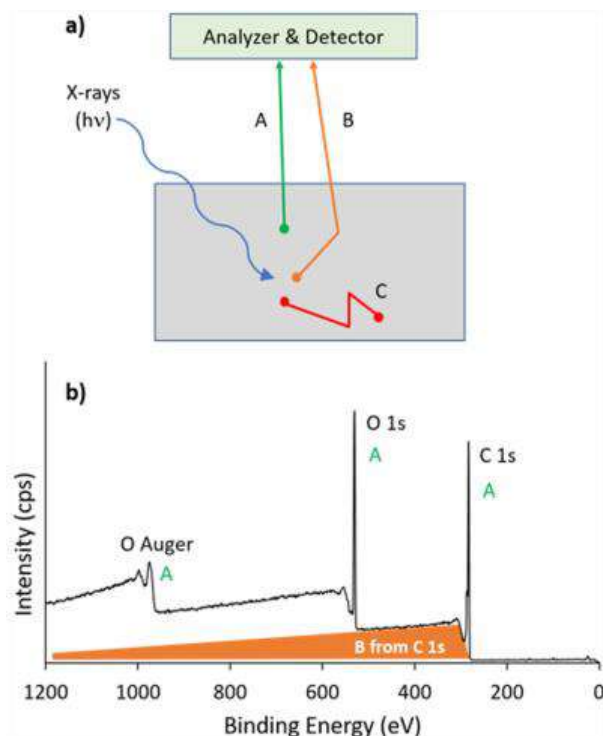 a)
Analyzer & Detector
X-rays
(hν)
A
B
C
b)
O 1s
A
C 1s
A
O Auger
A
B from C 1s
Intensity (cps)
1200 1000 800 600 400 200 0
Binding Energy (eV)